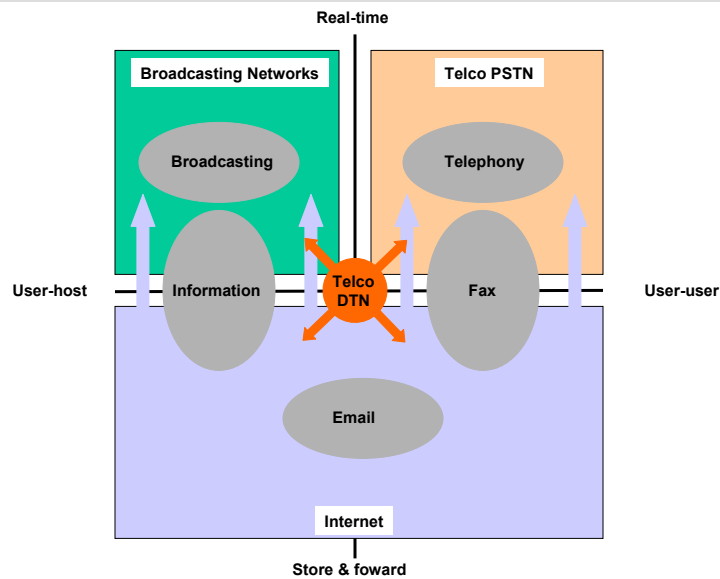 Real-time
Broadcasting Networks
Telco PSTN
Broadcasting
Telephony
User-host
Information
Telco
DTN
Fax
User-user
Email
Internet
Store & foward